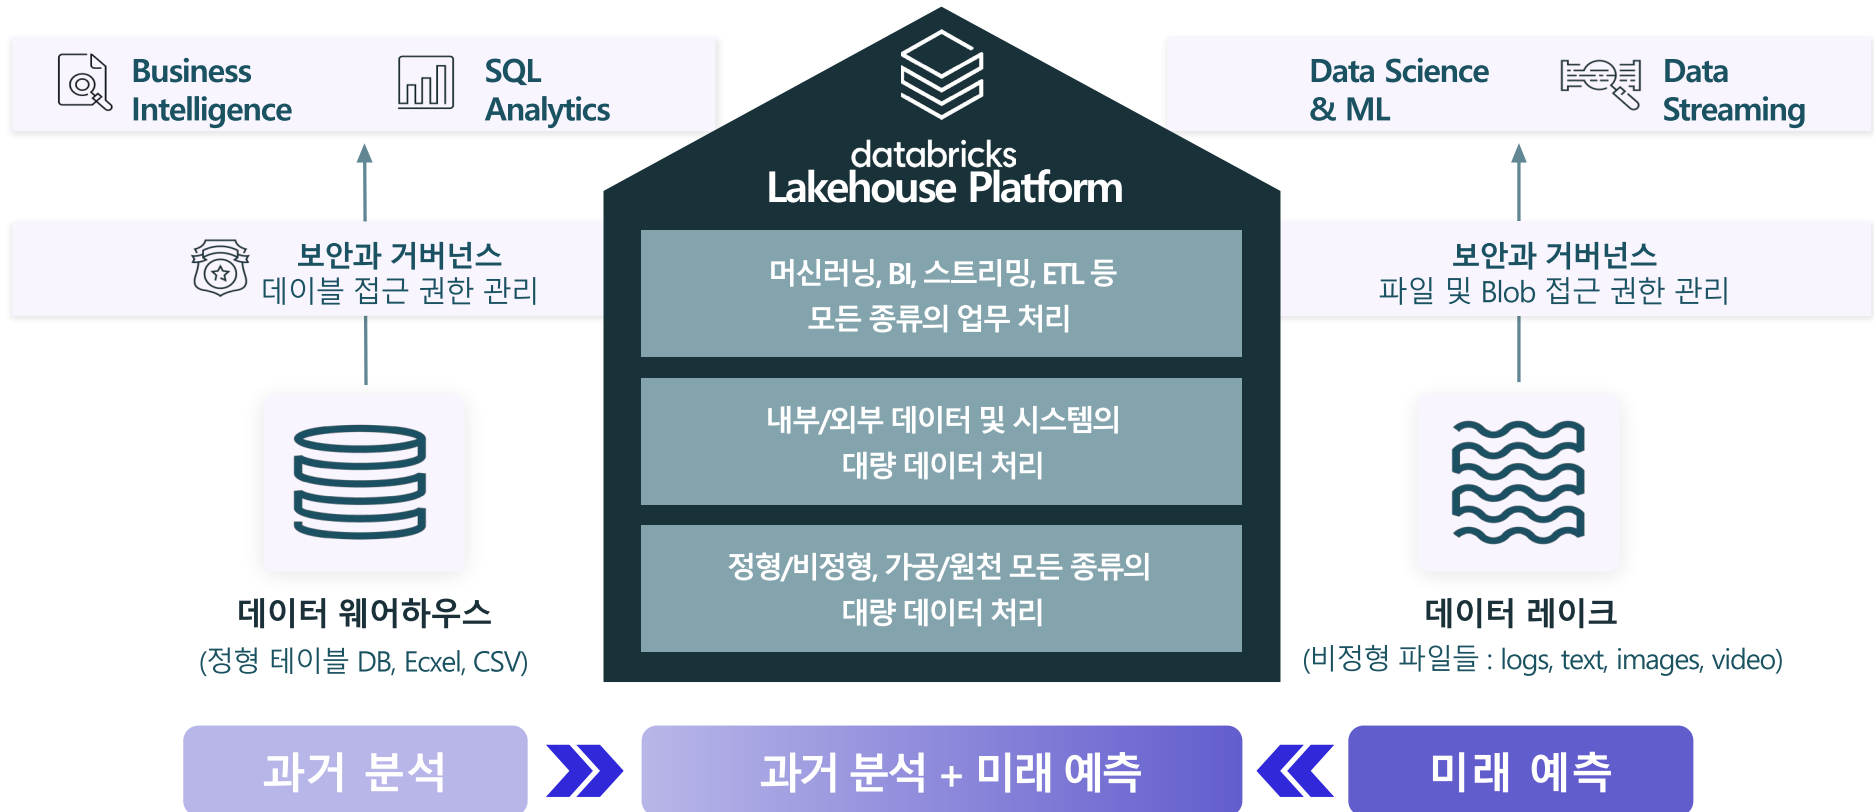 Business
Intelligence
SQL
Analytics
보안과 거버넌스
데이블 접근 권한 관리
데이터 웨어하우스
(정형 테이블 DB, Ecxel, CSV)
databricks
Lakehouse Platform
머신러닝, BI, 스트리밍, ETL 등
모든 종류의 업무 처리
내부/외부 데이터 및 시스템의
대량 데이터 처리
정형/비정형, 가공/원천 모든 종류의
대량 데이터 처리
Data Science
& ML
Data
Streaming
보안과 거버넌스
파일 및 Blob 접근 권한 관리
데이터 레이크
(비정형 파일들 : logs, text, images, video)
과거 분석
과거 분석 + 미래 예측
미래 예측